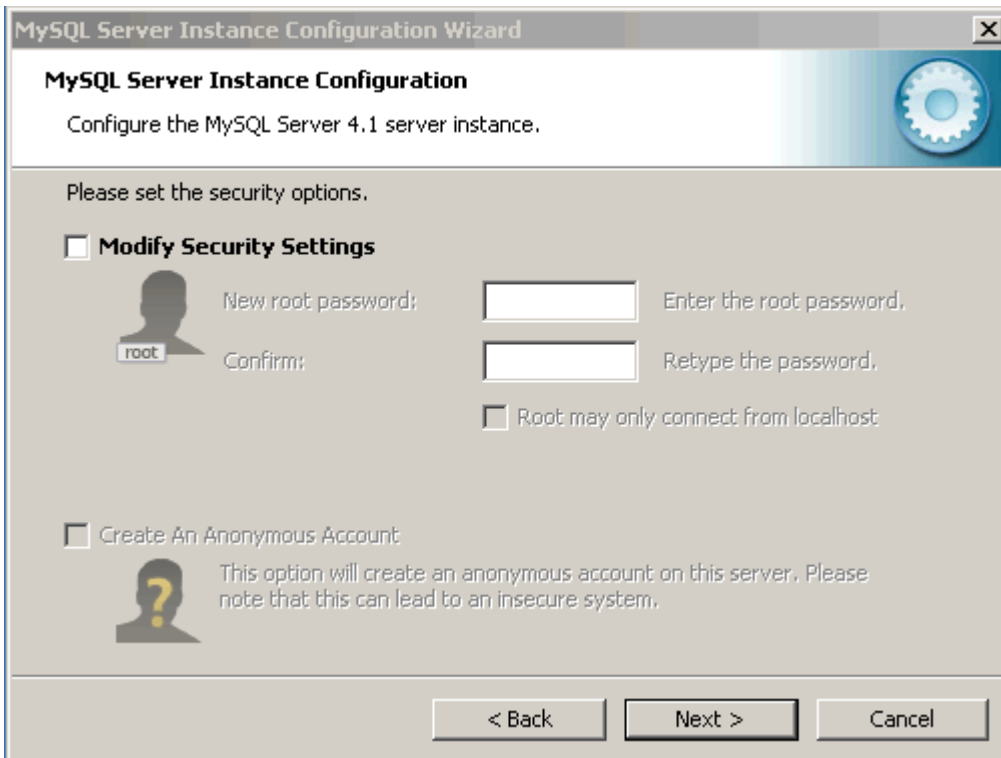 MySQL Server Instance Configuration Wizard
MySQL Server Instance Configuration
Configure the MySQL Server 4.1 server instance.
Please set the security options.
Modify Security Settings
New root password: Enter the root password.
root
Confirm: Retype the password.
Root may only connect from localhost
Create An Anonymous Account
?
This option will create an anonymous account on this server. Please
note that this can lead to an insecure system.
< Back Next > Cancel